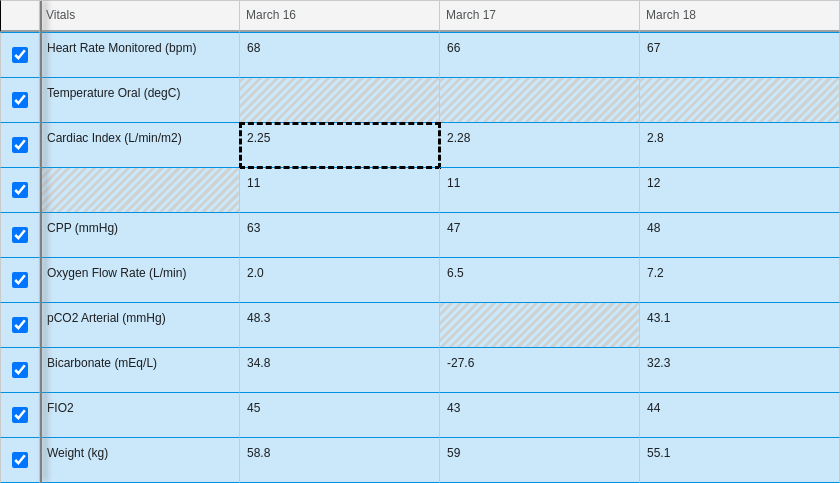 Vitals March 16 March 17 March 18
Heart Rate Monitored (bpm) 68 66 67
Temperature Oral (degC)
Cardiac Index (L/min/m2) 2.25 2.28 2.8
11 11 12
CPP (mmHg) 63 47 48
Oxygen Flow Rate (L/min) 2.0 6.5 7.2
pCO2 Arterial (mmHg) 48.3 43.1
Bicarbonate (mEq/L) 34.8 -27.6 32.3
FIO2 45 43 44
Weight (kg) 58.8 59 55.1